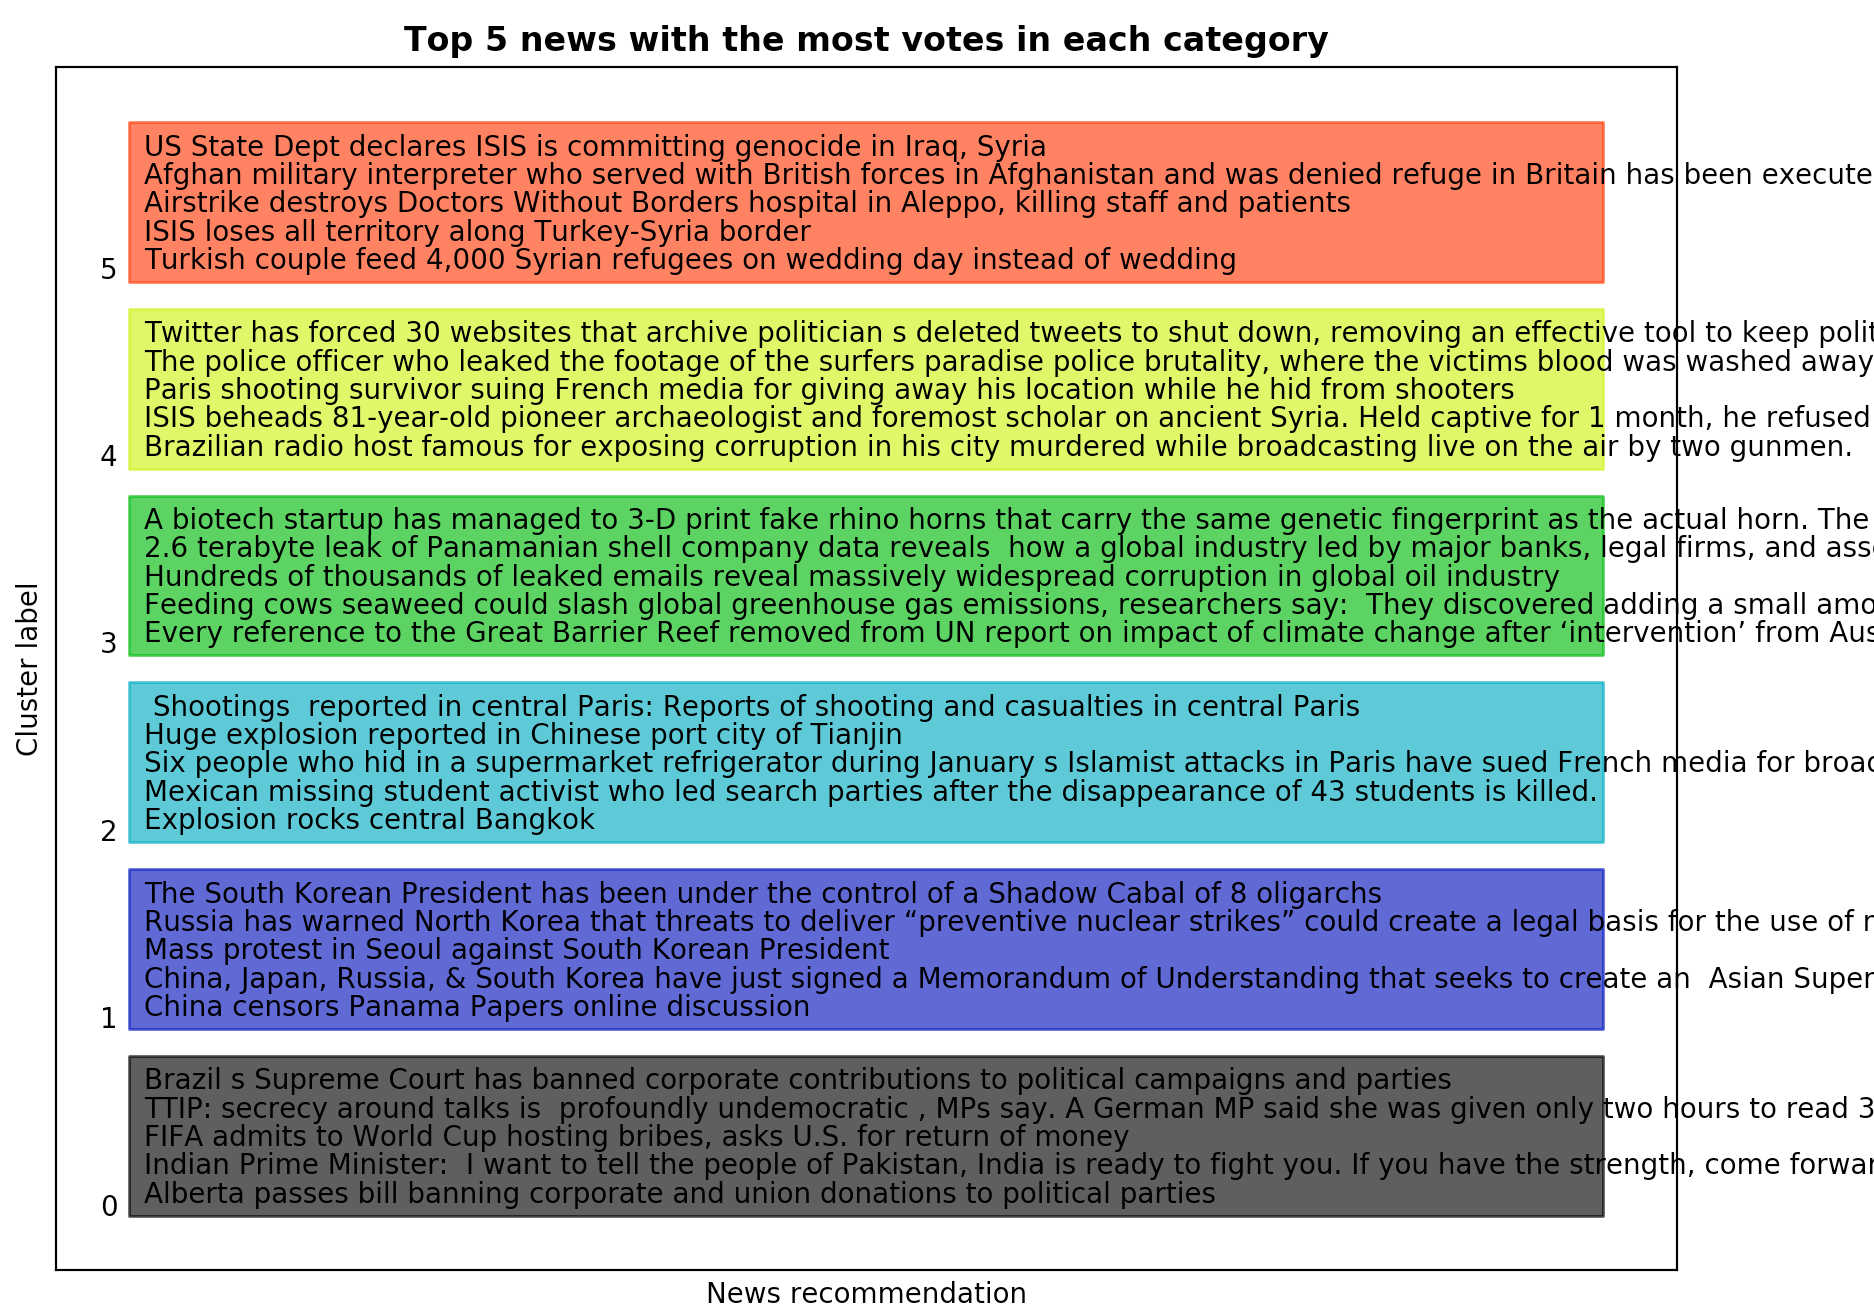 Top 5 news with the most votes in each category
US State Dept declares ISIS is committing genocide in Iraq, Syria
Afghan military interpreter who served with British forces in Afghanistan and was denied refuge in Britain has been execute
Airstrike destroys Doctors Without Borders hospital in Aleppo, killing staff and patients
ISIS loses all territory along Turkey-Syria border
Turkish couple feed 4,000 Syrian refugees on wedding day instead of wedding
5
Twitter has forced 30 websites that archive politician s deleted tweets to shut down, removing an effective tool to keep polit
The police officer who leaked the footage of the surfers paradise police brutality, where the victims blood was washed away
Paris shooting survivor suing French media for giving away his location while he hid from shooters
ISIS beheads 81-year-old pioneer archaeologist and foremost scholar on ancient Syria. Held captive for 1 month, he refused
Brazilian radio host famous for exposing corruption in his city murdered while broadcasting live on the air by two gunmen.
4
A biotech startup has managed to 3-D print fake rhino horns that carry the same genetic fingerprint as the actual horn. The
2.6 terabyte leak of Panamanian shell company data reveals  how a global industry led by major banks, legal firms, and ass
Hundreds of thousands of leaked emails reveal massively widespread corruption in global oil industry
Feeding cows seaweed could slash global greenhouse gas emissions, researchers say:  They discovered adding a small amo
Every reference to the Great Barrier Reef removed from UN report on impact of climate change after ‘intervention’ from Aus
3
Shootings  reported in central Paris: Reports of shooting and casualties in central Paris
Huge explosion reported in Chinese port city of Tianjin
Six people who hid in a supermarket refrigerator during January s Islamist attacks in Paris have sued French media for broad
Mexican missing student activist who led search parties after the disappearance of 43 students is killed.
Explosion rocks central Bangkok
2
The South Korean President has been under the control of a Shadow Cabal of 8 oligarchs
Russia has warned North Korea that threats to deliver “preventive nuclear strikes” could create a legal basis for the use of
Mass protest in Seoul against South Korean President
China, Japan, Russia, & South Korea have just signed a Memorandum of Understanding that seeks to create an  Asian Super
China censors Panama Papers online discussion
1
Brazil s Supreme Court has banned corporate contributions to political campaigns and parties
TTIP: secrecy around talks is  profoundly undemocratic , MPs say. A German MP said she was given only two hours to read 3
FIFA admits to World Cup hosting bribes, asks U.S. for return of money
Indian Prime Minister:  I want to tell the people of Pakistan, India is ready to fight you. If you have the strength, come forwar
Alberta passes bill banning corporate and union donations to political parties
0
Cluster label
News recommendation